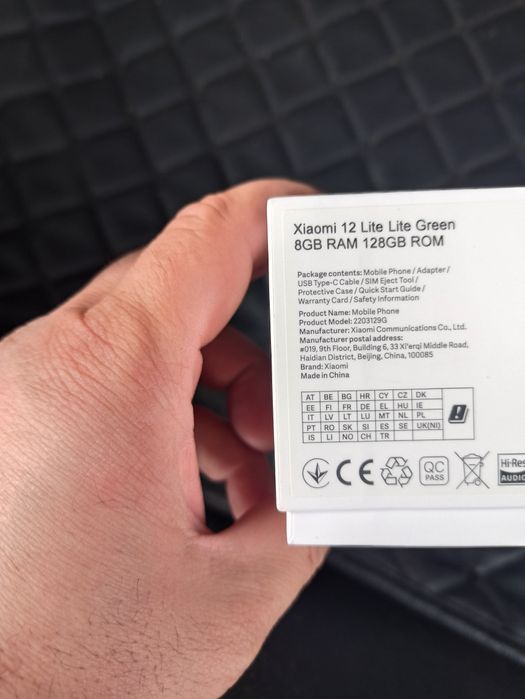 Xiaomi 12 Lite Lite Green
8GB RAM 128GB ROM
Package contents: Mobile Phone / Adapter /
USB Type-C Cable / SIM Eject Tool /
Protective Case / Quick Start Guide /
Warranty Card / Safety Information
Product Name: Mobile Phone
Product Model: 2203129G
Manufacturer: Xiaomi Communications Co., Ltd.
Manufacturer postal address:
#019, 9th Floor, Building 6, 33 Xi'erqi Middle Road,
Haidian District, Beijing, China, 100085
Brand: Xiaomi
Made in China
AT BE BG HR CY CZ DK
EE FI FR DE EL HU IE
IT LV LT LU MT NL PL
PT RO SK SI ES SE UK(NI)
IS LI NO CH TR
CE QC PASS Hi-Res
AUDIO